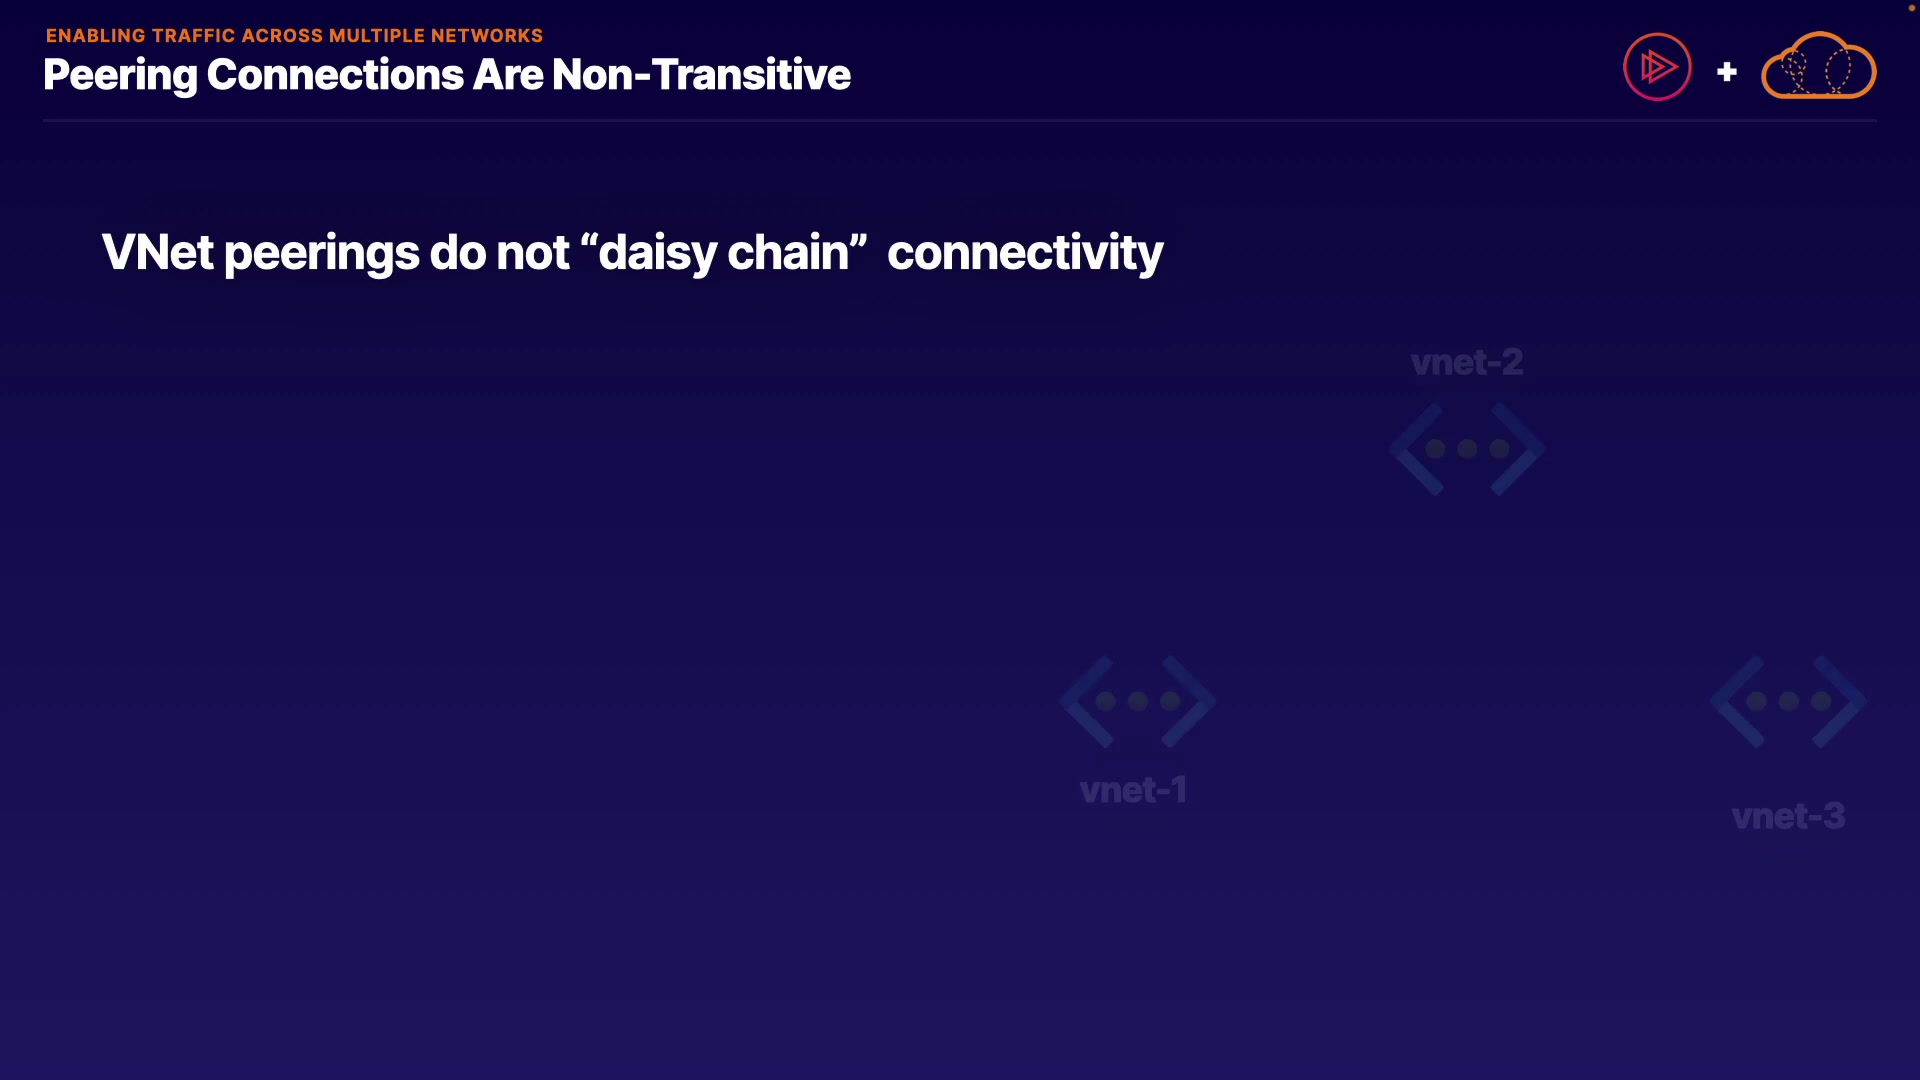 ENABLING TRAFFIC ACROSS MULTIPLE NETWORKS
Peering Connections Are Non-Transitive
VNet peerings do not “daisy chain” connectivity
vnet-2
vnet-1
vnet-3